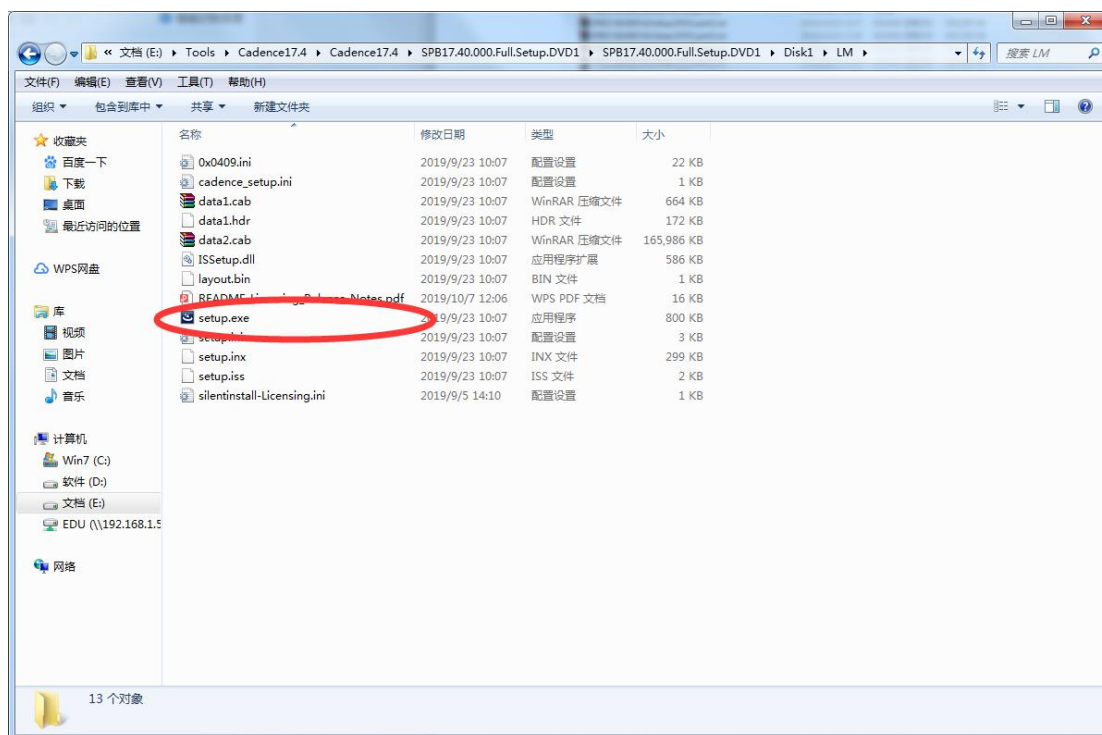 « 文档 (E:) ▸ Tools ▸ Cadence17.4 ▸ Cadence17.4 ▸ SPB17.40.000.Full.Setup.DVD1 ▸ SPB17.40.000.Full.Setup.DVD1 ▸ Disk1 ▸ LM ▸ 搜索 LM
文件(F) 编辑(E) 查看(V) 工具(T) 帮助(H)
组织 包含到库中 共享 新建文件夹
名称 修改日期 类型 大小
收藏夹
百度一下
下载
桌面
最近访问的位置
WPS网盘
库
视频
图片
文档
音乐
计算机
Win7 (C:)
软件 (D:)
文档 (E:)
EDU (\\192.168.1.5
网络
0x0409.ini 2019/9/23 10:07 配置设置 22 KB
cadence_setup.ini 2019/9/23 10:07 配置设置 1 KB
data1.cab 2019/9/23 10:07 WinRAR 压缩文件 664 KB
data1.hdr 2019/9/23 10:07 HDR 文件 172 KB
data2.cab 2019/9/23 10:07 WinRAR 压缩文件 165,986 KB
ISSetup.dll 2019/9/23 10:07 应用程序扩展 586 KB
layout.bin 2019/9/23 10:07 BIN 文件 1 KB
2019/10/7 12:06 WPS PDF 文档 16 KB
setup.exe 2019/9/23 10:07 应用程序 800 KB
2019/9/23 10:07 配置设置 3 KB
setup.inx 2019/9/23 10:07 INX 文件 299 KB
setup.iss 2019/9/23 10:07 ISS 文件 2 KB
silentinstall-Licensing.ini 2019/9/5 14:10 配置设置 1 KB
13 个对象